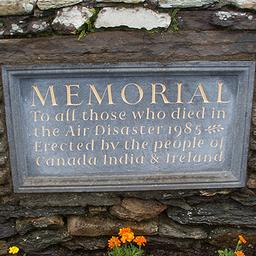 MEMORIAL
To all those who died in
the Air Disaster 1985
Erected by the people of
Canada India & Ireland